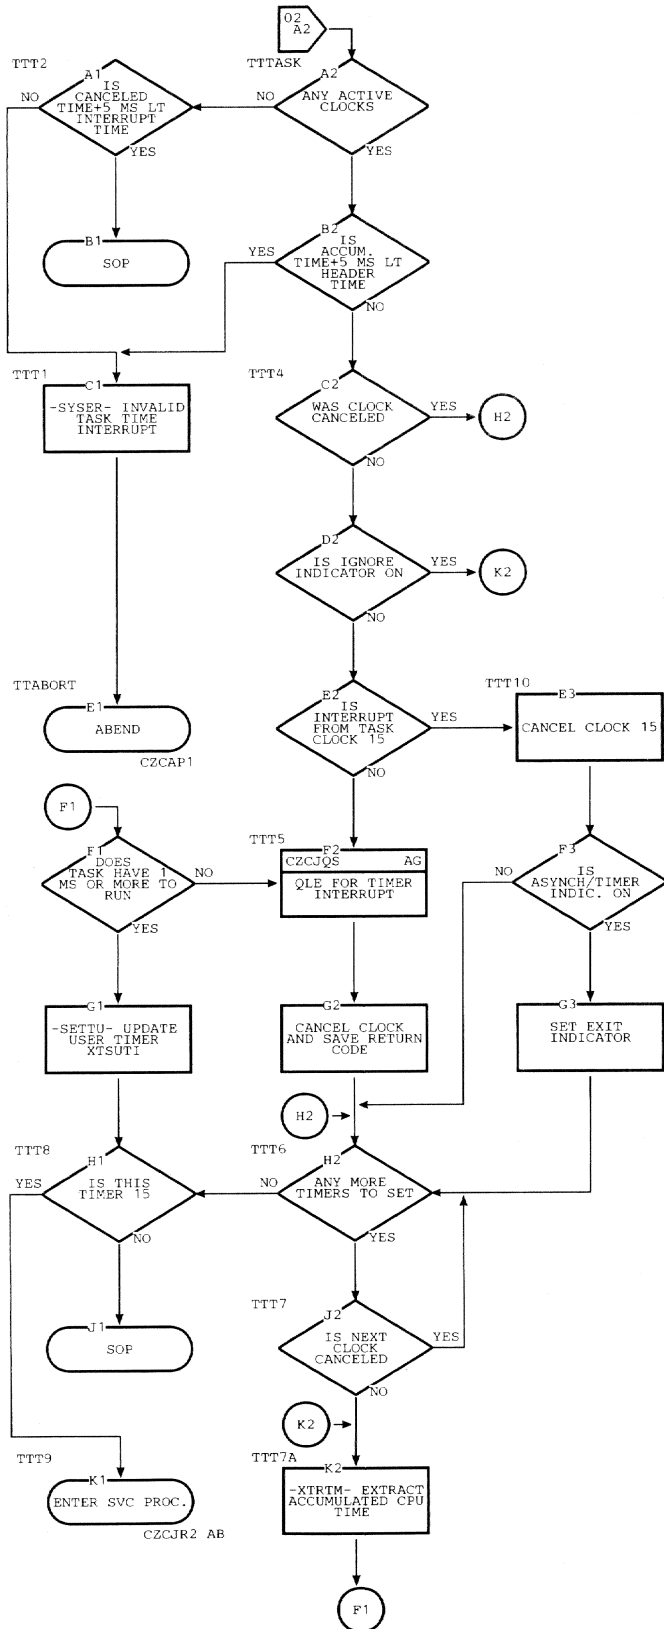 02
A2
TTT2
TTTASK
A1
IS
CANCELED
TIME+5 MS LT
INTERRUPT
TIME
NO
YES
A2
ANY ACTIVE
CLOCKS
NO
YES
B1
SOP
B2
IS
ACCUM.
TIME+5 MS LT
HEADER
TIME
YES
NO
TTT1
C1
-SYSER- INVALID
TASK TIME
INTERRUPT
TTT4
C2
WAS CLOCK
CANCELED
YES
H2
NO
D2
IS IGNORE
INDICATOR ON
YES
K2
NO
TTABORT
E1
ABEND
CZCAP1
E2
IS
INTERRUPT
FROM TASK
CLOCK 15
YES
NO
TTT10
E3
CANCEL CLOCK 15
F1
F1
DOES
TASK HAVE 1
MS OR MORE TO
RUN
NO
YES
TTT5
F2
CZCJQS AG
QLE FOR TIMER
INTERRUPT
F3
IS
ASYNCH/TIMER
INDIC. ON
NO
YES
G1
-SETTU- UPDATE
USER TIMER
XTSUTI
G2
CANCEL CLOCK
AND SAVE RETURN
CODE
G3
SET EXIT
INDICATOR
H2
TTT8
H1
IS THIS
TIMER 15
YES
NO
TTT6
H2
ANY MORE
TIMERS TO SET
NO
YES
J1
SOP
TTT7
J2
IS NEXT
CLOCK
CANCELED
YES
NO
K2
TTT9
K1
ENTER SVC PROC.
CZCJR2 AB
TTT7A
K2
-XTRTM- EXTRACT
ACCUMULATED CPU
TIME
F1